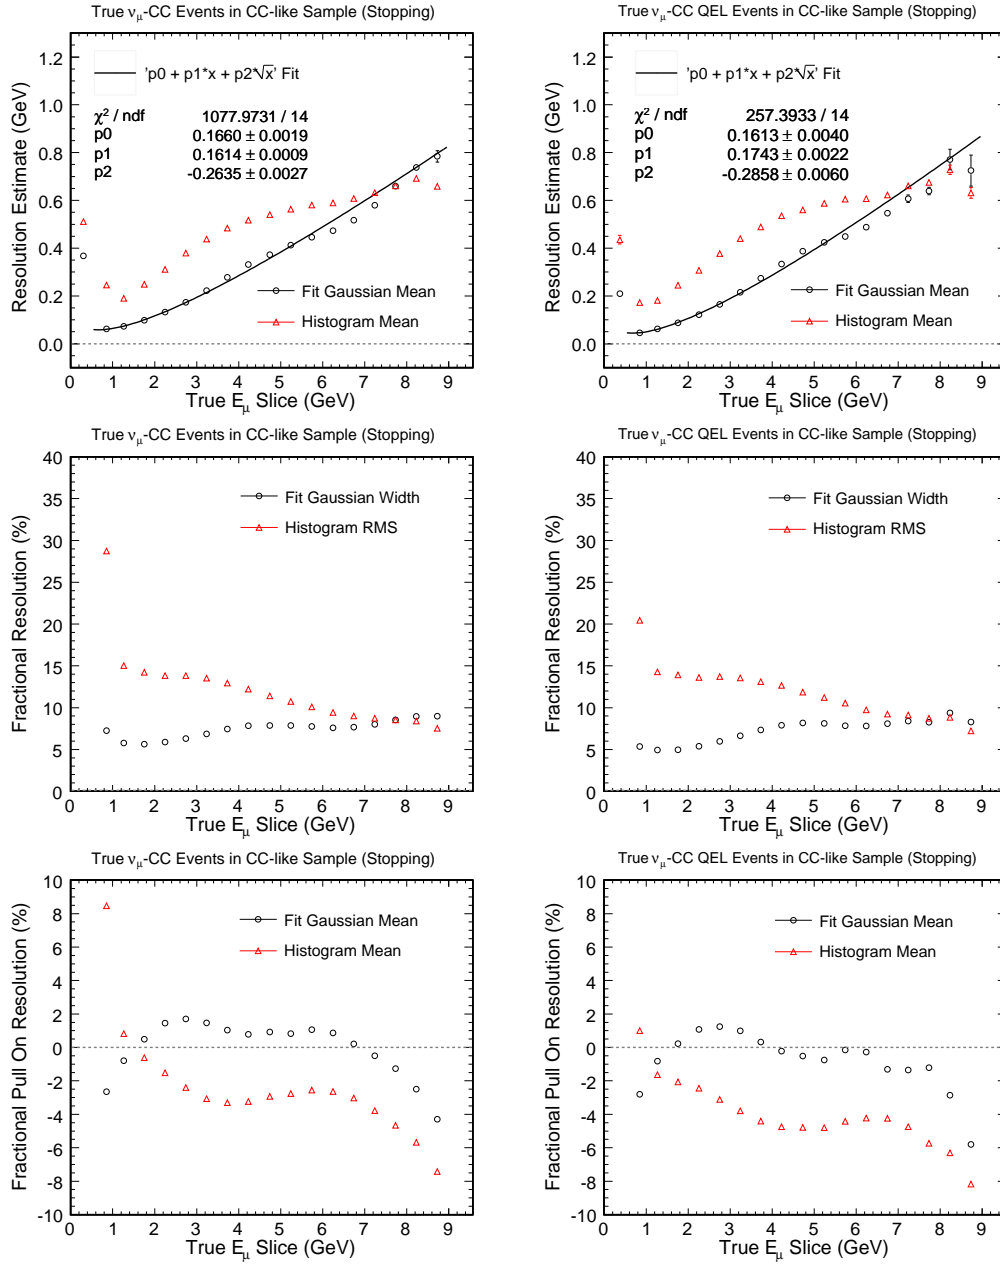 True νμ-CC Events in CC-like Sample (Stopping)
Resolution Estimate (GeV)
1.2
1.0
0.8
0.6
0.4
0.2
0.0
'p0 + p1*x + p2*√x' Fit
χ² / ndf 1077.9731 / 14
p0 0.1660 ± 0.0019
p1 0.1614 ± 0.0009
p2 -0.2635 ± 0.0027
Fit Gaussian Mean
Histogram Mean
0 1 2 3 4 5 6 7 8 9
True Eμ Slice (GeV)
True νμ-CC QEL Events in CC-like Sample (Stopping)
Resolution Estimate (GeV)
1.2
1.0
0.8
0.6
0.4
0.2
0.0
'p0 + p1*x + p2*√x' Fit
χ² / ndf 257.3933 / 14
p0 0.1613 ± 0.0040
p1 0.1743 ± 0.0022
p2 -0.2858 ± 0.0060
Fit Gaussian Mean
Histogram Mean
0 1 2 3 4 5 6 7 8 9
True Eμ Slice (GeV)
True νμ-CC Events in CC-like Sample (Stopping)
Fractional Resolution (%)
40
35
30
25
20
15
10
5
0
Fit Gaussian Width
Histogram RMS
0 1 2 3 4 5 6 7 8 9
True Eμ Slice (GeV)
True νμ-CC QEL Events in CC-like Sample (Stopping)
Fractional Resolution (%)
40
35
30
25
20
15
10
5
0
Fit Gaussian Width
Histogram RMS
0 1 2 3 4 5 6 7 8 9
True Eμ Slice (GeV)
True νμ-CC Events in CC-like Sample (Stopping)
Fractional Pull On Resolution (%)
10
8
6
4
2
0
-2
-4
-6
-8
-10
Fit Gaussian Mean
Histogram Mean
0 1 2 3 4 5 6 7 8 9
True Eμ Slice (GeV)
True νμ-CC QEL Events in CC-like Sample (Stopping)
Fractional Pull On Resolution (%)
10
8
6
4
2
0
-2
-4
-6
-8
-10
Fit Gaussian Mean
Histogram Mean
0 1 2 3 4 5 6 7 8 9
True Eμ Slice (GeV)